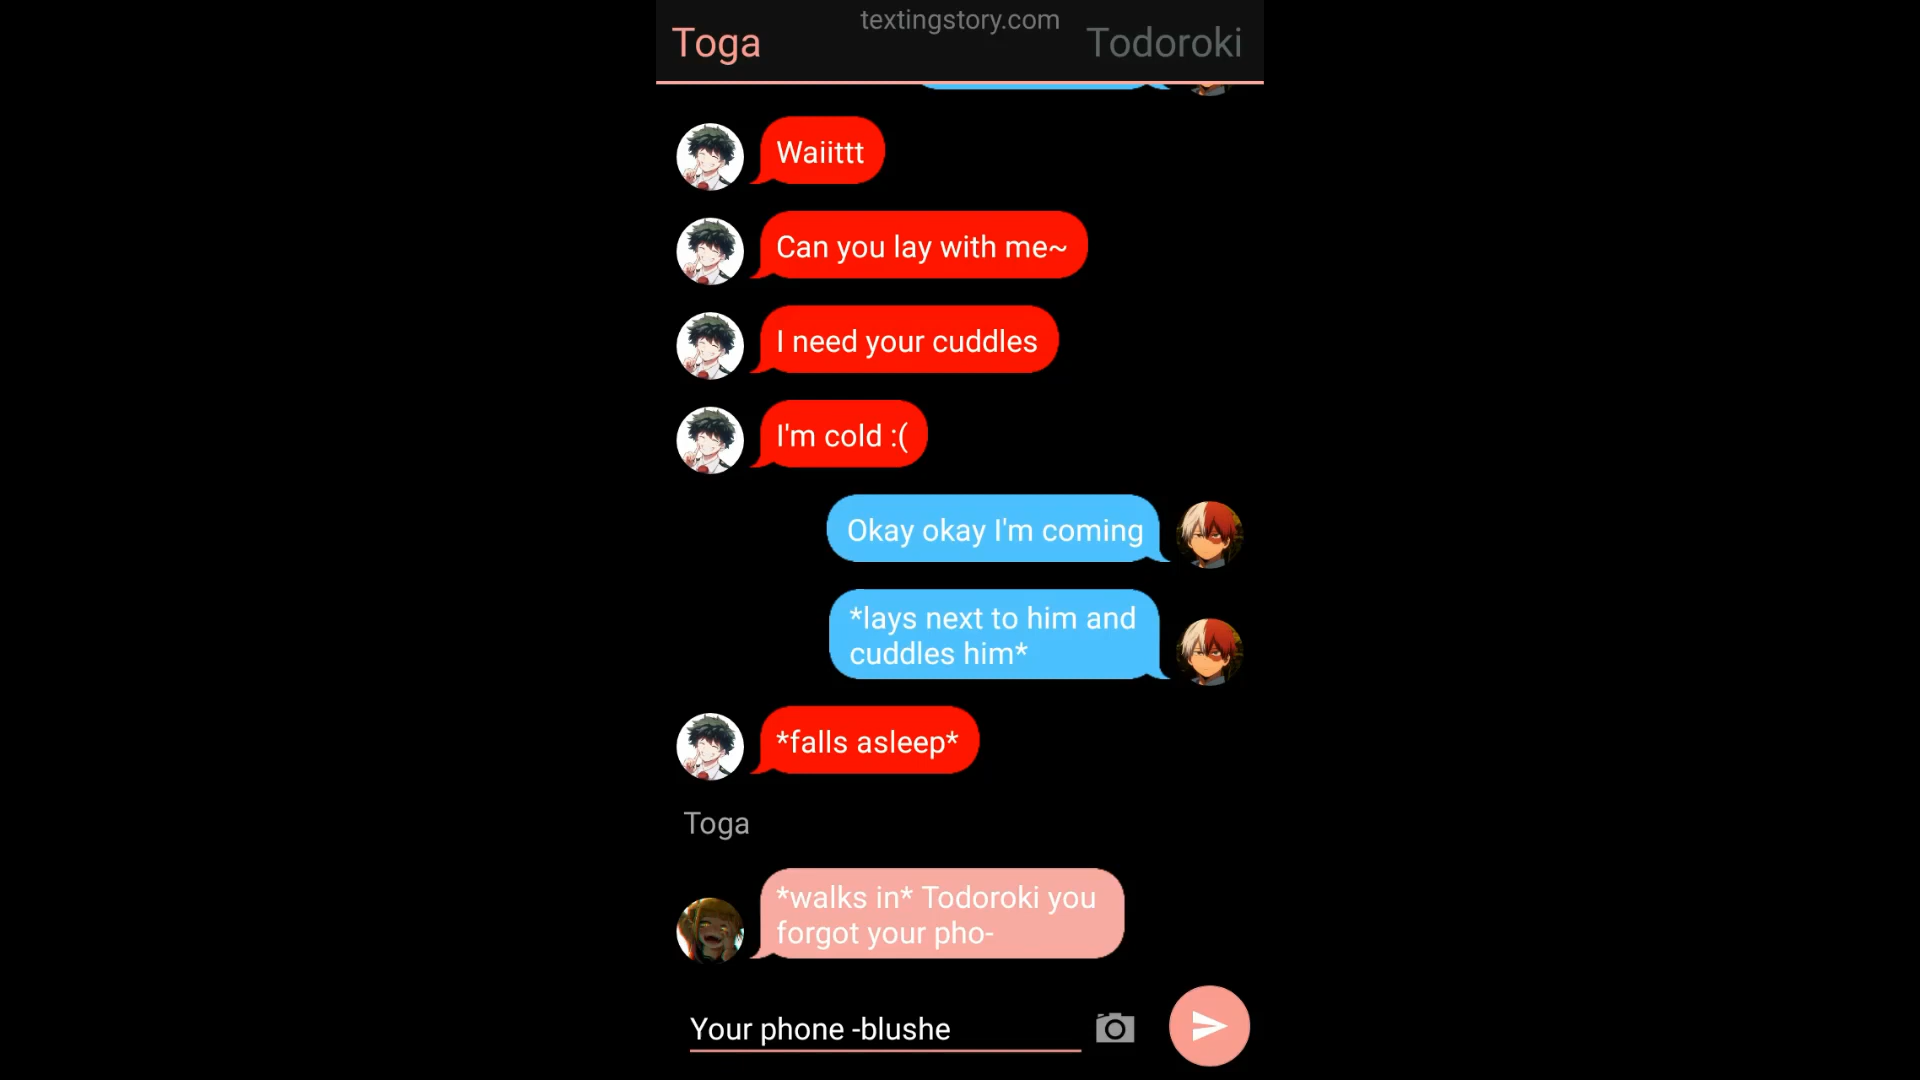 textingstory.com
Toga
Todoroki
Waiittt
Can you lay with me~
I need your cuddles
I'm cold :(
Okay okay I'm coming
*lays next to him and
cuddles him*
*falls asleep*
Toga
*walks in* Todoroki you
forgot your pho-
Your phone -blushe